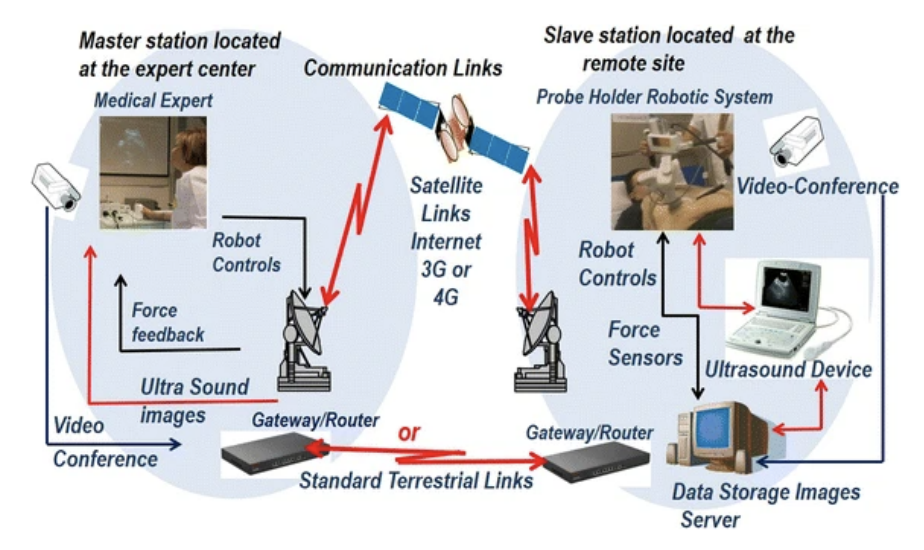 Master station located
at the expert center
Medical Expert
Communication Links
Slave station located at the
remote site
Probe Holder Robotic System
Satellite
Links
Internet
3G or
4G
Robot
Controls
Force
feedback
Ultra Sound
images
Video
Conference
Gateway/Router
or
Standard Terrestrial Links
Gateway/Router
Video-Conference
Robot
Controls
Force
Sensors
Ultrasound Device
Data Storage Images
Server